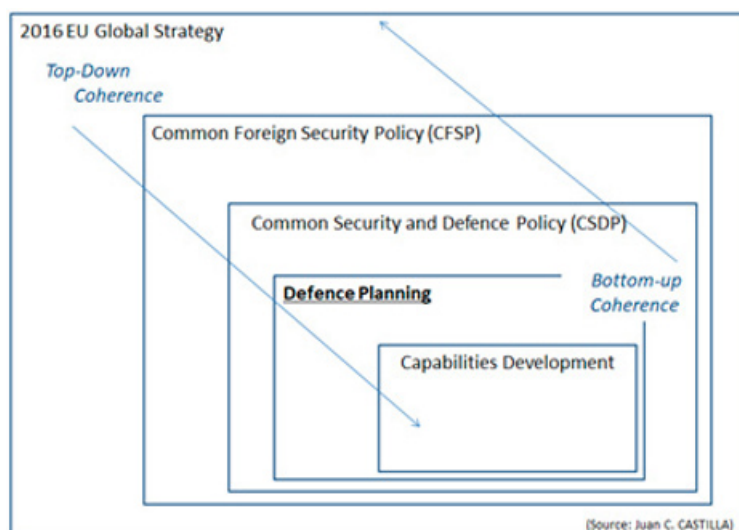 2016 EU Global Strategy
Top-Down
Coherence
Common Foreign Security Policy (CFSP)
Common Security and Defence Policy (CSDP)
Defence Planning
Bottom-up
Coherence
Capabilities Development
(Source: Juan C. CASTILLA)